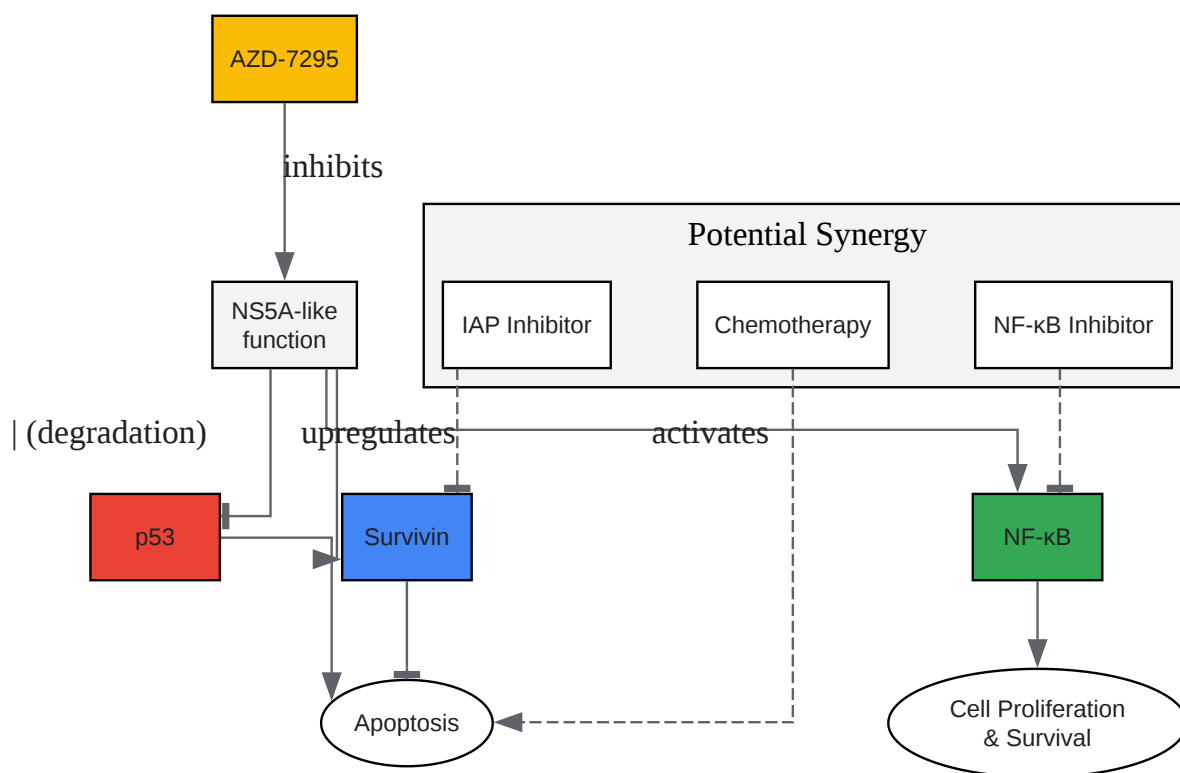 AZD-7295
inhibits
Potential Synergy
NS5A-like
function
IAP Inhibitor
Chemotherapy
NF-κB Inhibitor
| (degradation)
upregulates
activates
p53
Survivin
NF-κB
Apoptosis
Cell Proliferation
& Survival